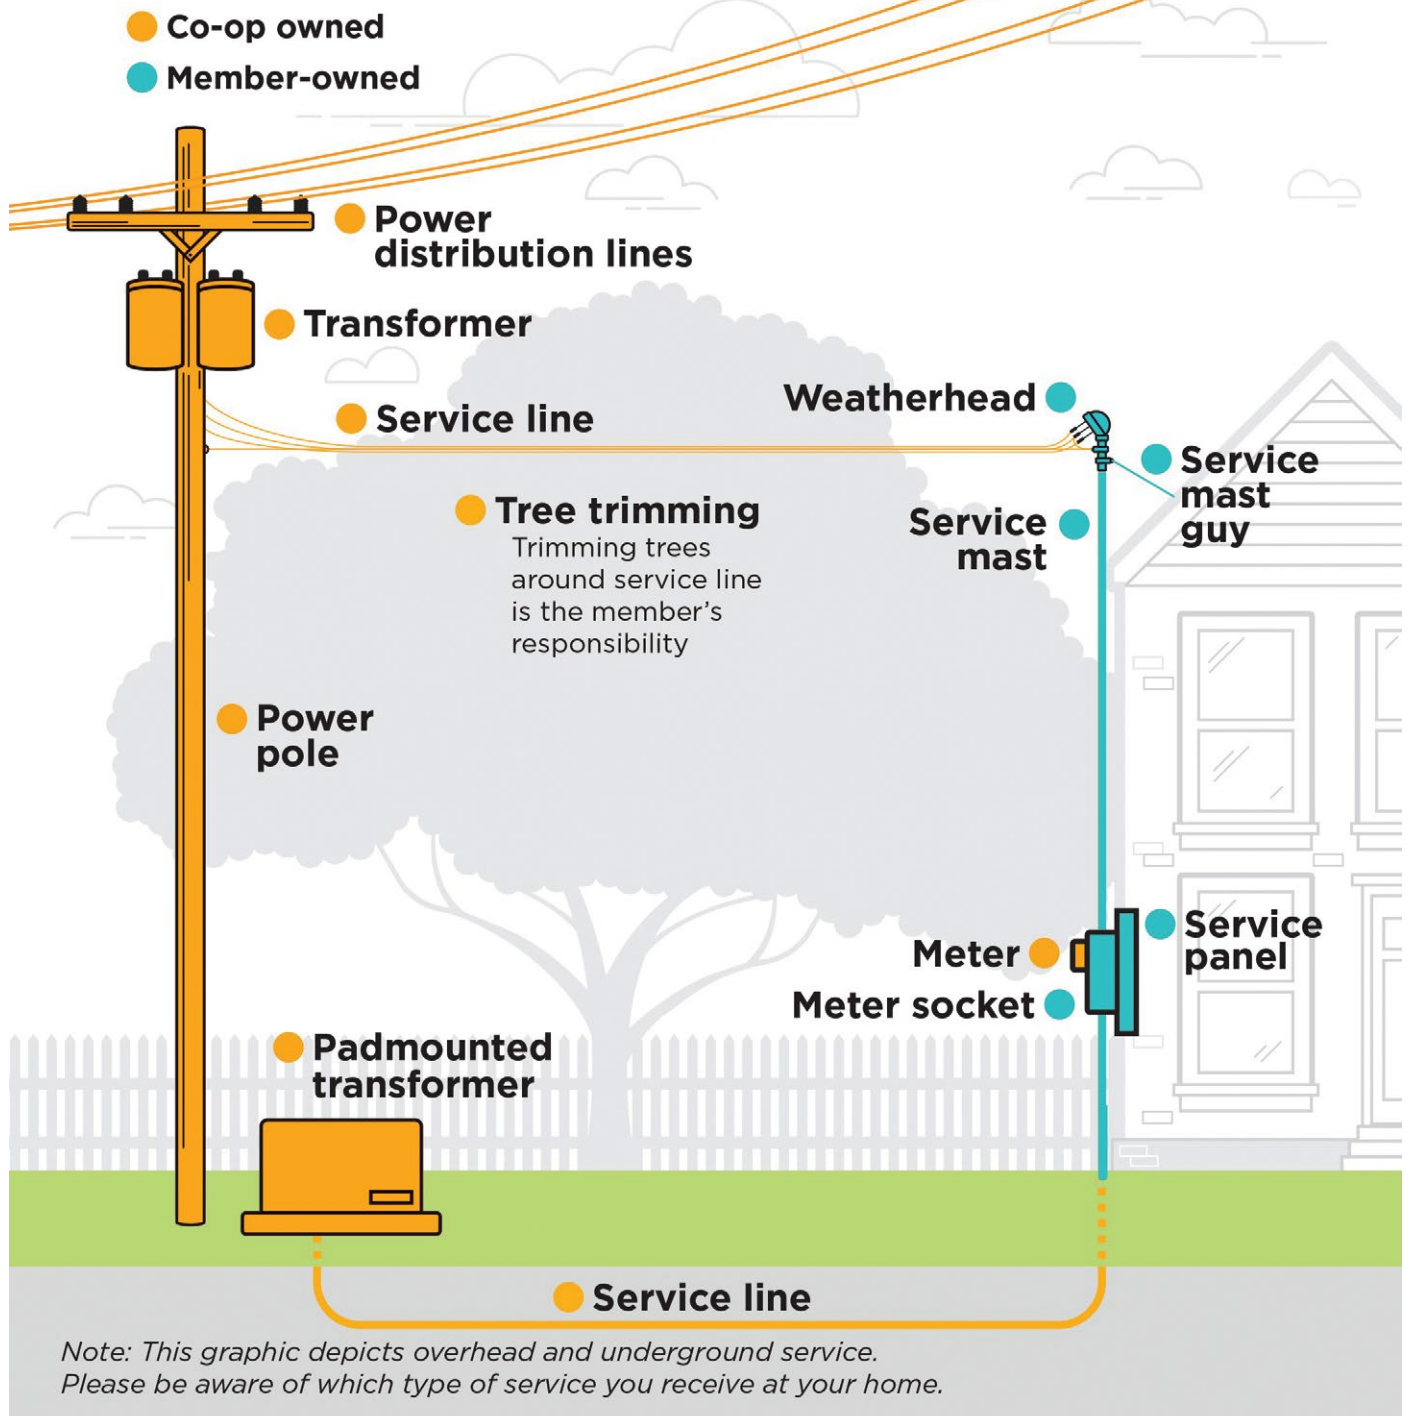 Co-op owned
Member-owned
Power
distribution lines
Transformer
Service line
Weatherhead
Service
mast
guy
Tree trimming
Trimming trees
around service line
is the member's
responsibility
Service
mast
Power
pole
Service
panel
Meter
Meter socket
Padmounted
transformer
Service line
Note: This graphic depicts overhead and underground service.
Please be aware of which type of service you receive at your home.